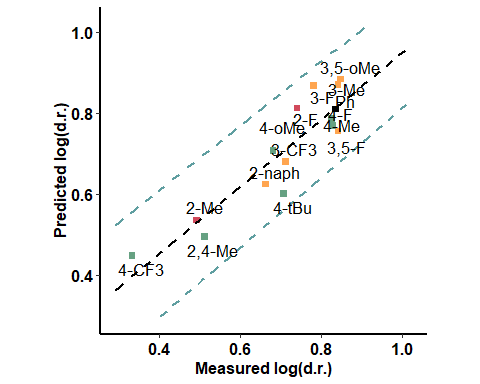 1.0
0.8
0.6
0.4
Predicted log(d.r.)
3,5-oMe
3-Me
3-F
Ph
2-F
4-F
4-oMe
4-Me
3-CF3
3,5-F
2-naph
2-Me
4-tBu
2,4-Me
4-CF3
0.4 0.6 0.8 1.0
Measured log(d.r.)